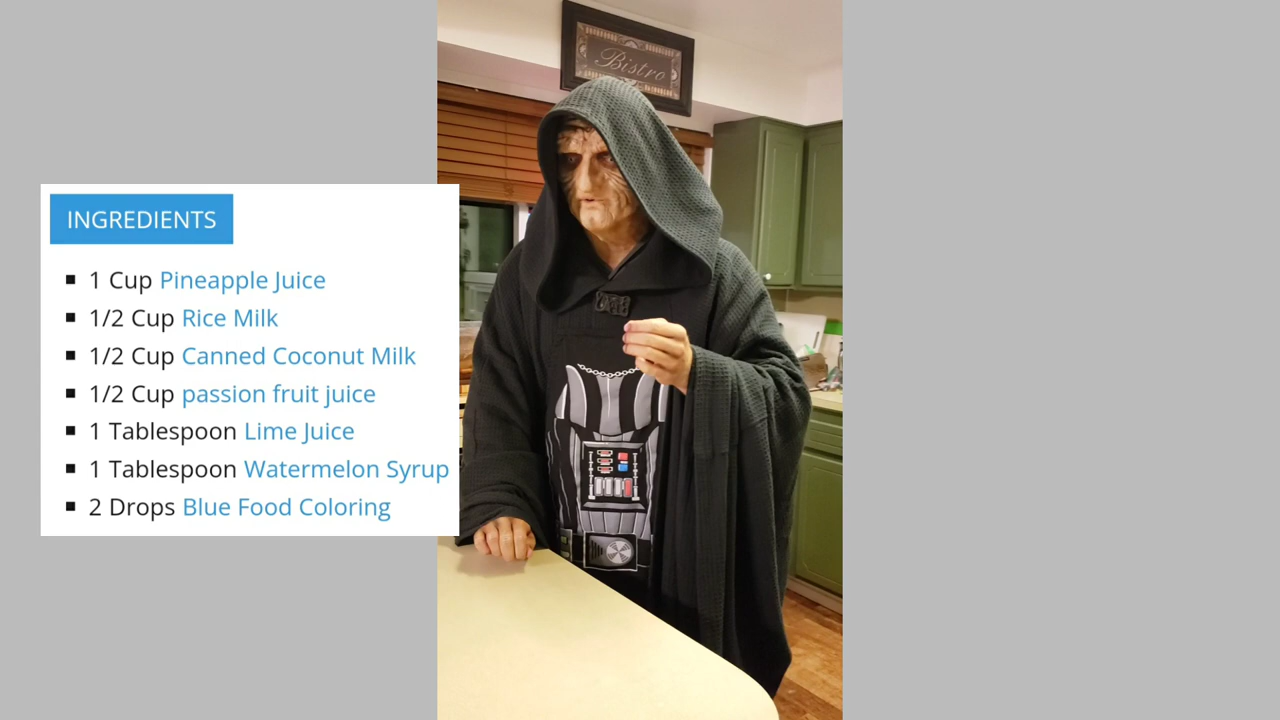 Bistro
INGREDIENTS
1 Cup Pineapple Juice
1/2 Cup Rice Milk
1/2 Cup Canned Coconut Milk
1/2 Cup passion fruit juice
1 Tablespoon Lime Juice
1 Tablespoon Watermelon Syrup
2 Drops Blue Food Coloring